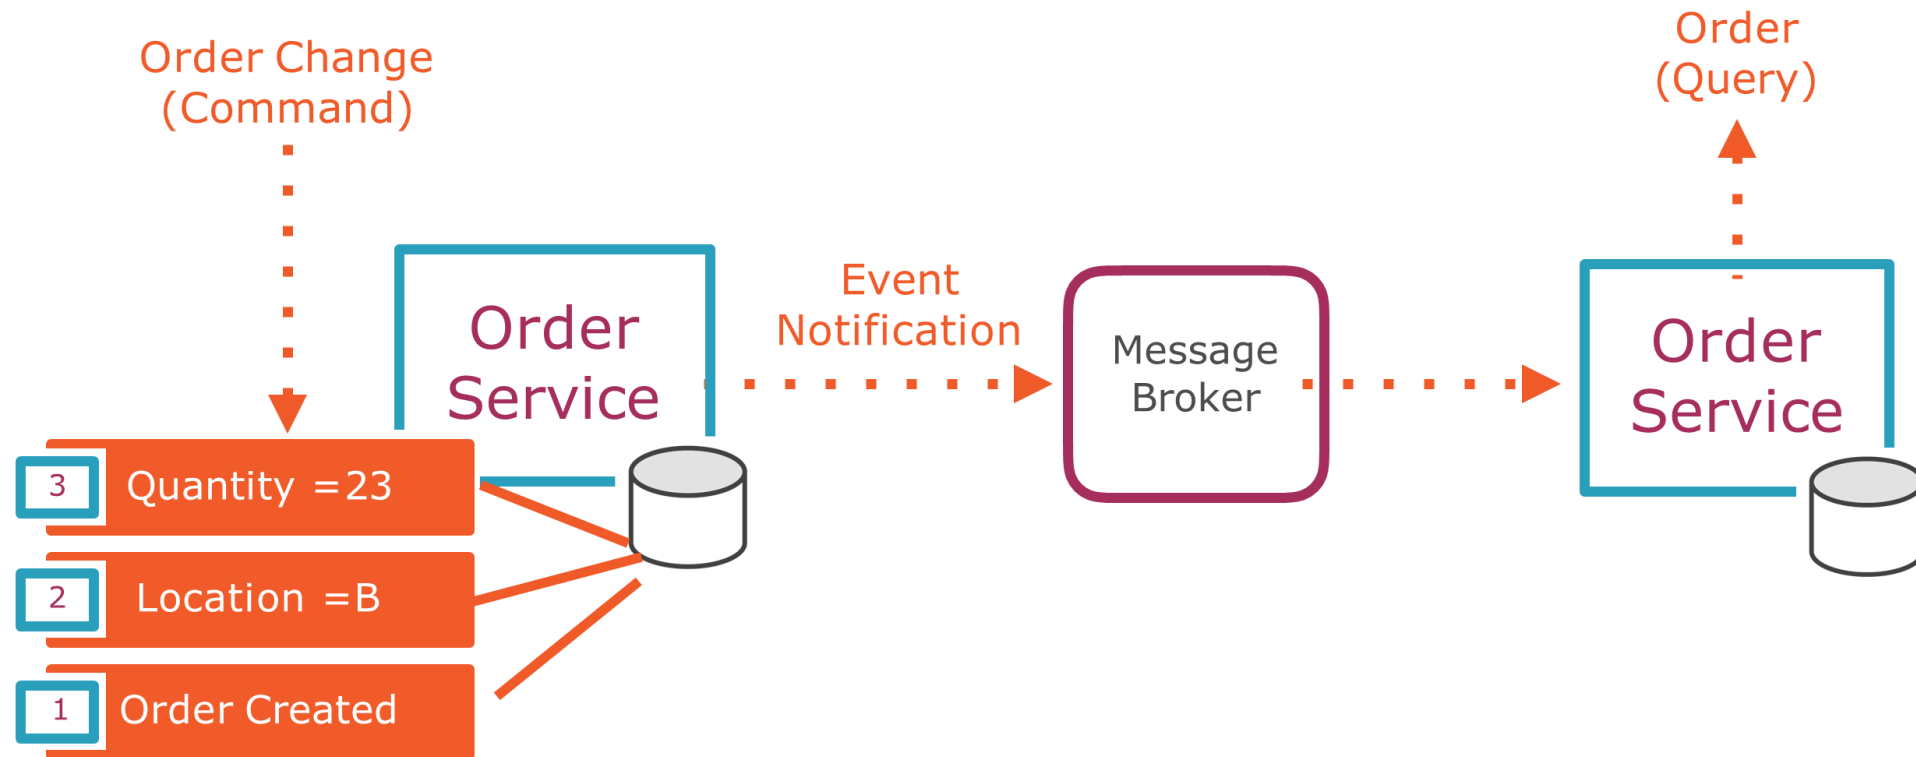 Order Change
(Command)
Order
Service
3
Quantity =23
2
Location =B
1
Order Created
Event
Notification
Message
Broker
Order
(Query)
Order
Service